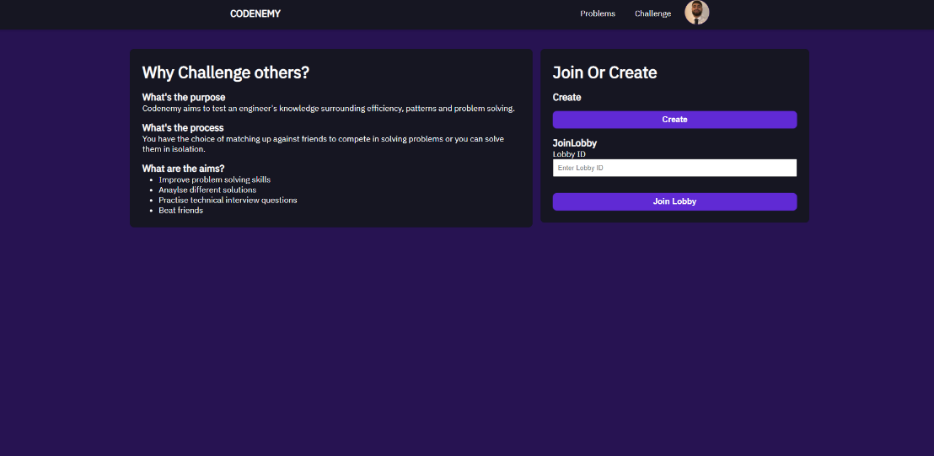 CODENEMY
Problems
Challenge
Why Challenge others?
What's the purpose
Codenemy aims to test an engineer's knowledge surrounding efficiency, patterns and problem solving.
What's the process
You have the choice of matching up against friends to compete in solving problems or you can solve
them in isolation.
What are the aims?
• Improve problem solving skills
• Anaylse different solutions
• Practise technical interview questions
• Beat friends
Join Or Create
Create
Create
JoinLobby
Lobby ID
Enter Lobby ID
Join Lobby